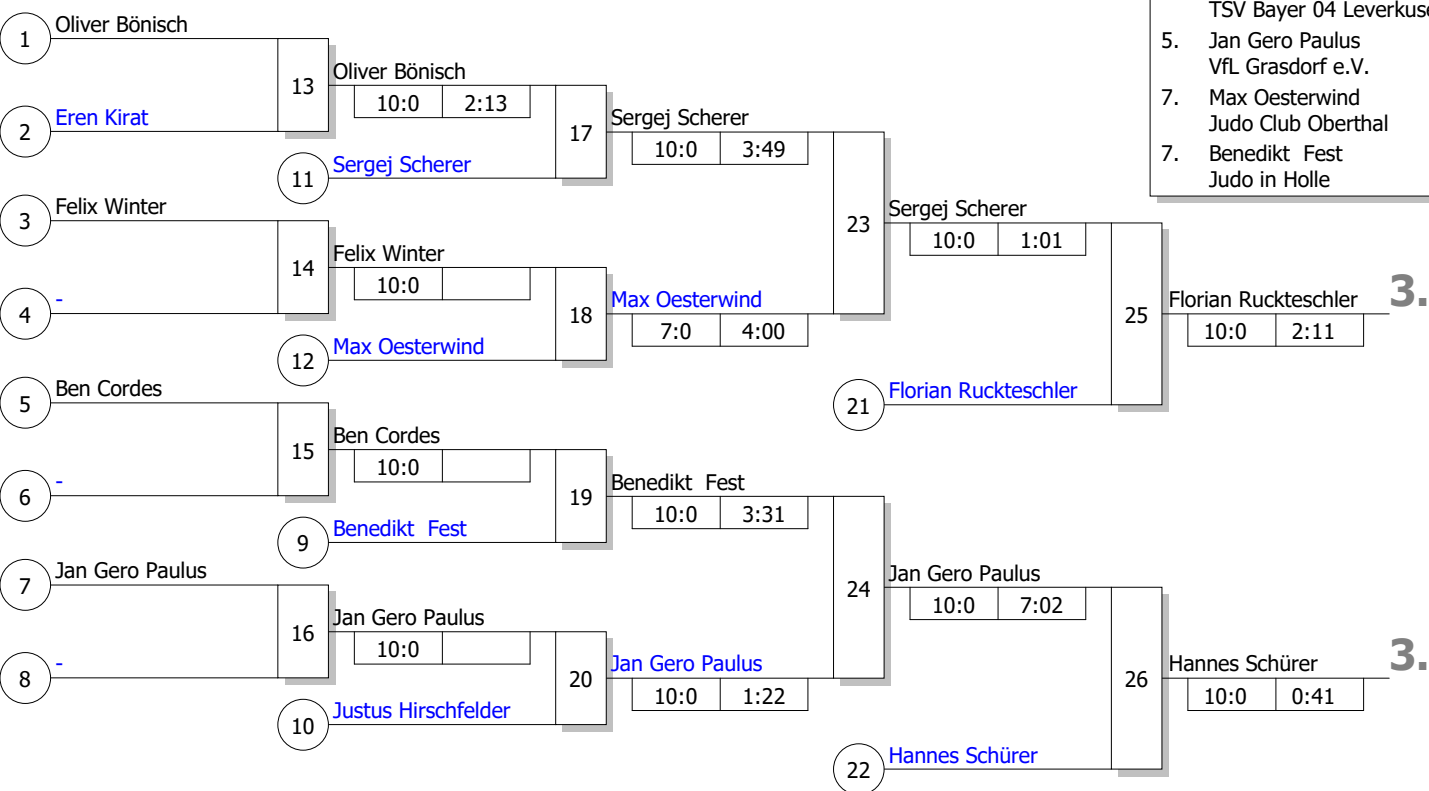 TSV Bayer 04 Leverkuse
5. Jan Gero Paulus
VfL Grasdorf e.V.
7. Max Oesterwind
Judo Club Oberthal
7. Benedikt  Fest
Judo in Holle
1 Oliver Bönisch
13 Oliver Bönisch
10:0 2:13
2 Eren Kirat
17 Sergej Scherer
10:0 3:49
11 Sergej Scherer
3 Felix Winter
14 Felix Winter
10:0
4 -
18 Max Oesterwind
7:0 4:00
12 Max Oesterwind
23 Sergej Scherer
10:0 1:01
25 Florian Ruckteschler 3.
10:0 2:11
21 Florian Ruckteschler
5 Ben Cordes
15 Ben Cordes
10:0
6 -
19 Benedikt  Fest
10:0 3:31
9 Benedikt  Fest
7 Jan Gero Paulus
16 Jan Gero Paulus
10:0
8 -
20 Jan Gero Paulus
10:0 1:22
10 Justus Hirschfelder
24 Jan Gero Paulus
10:0 7:02
26 Hannes Schürer 3.
10:0 0:41
22 Hannes Schürer